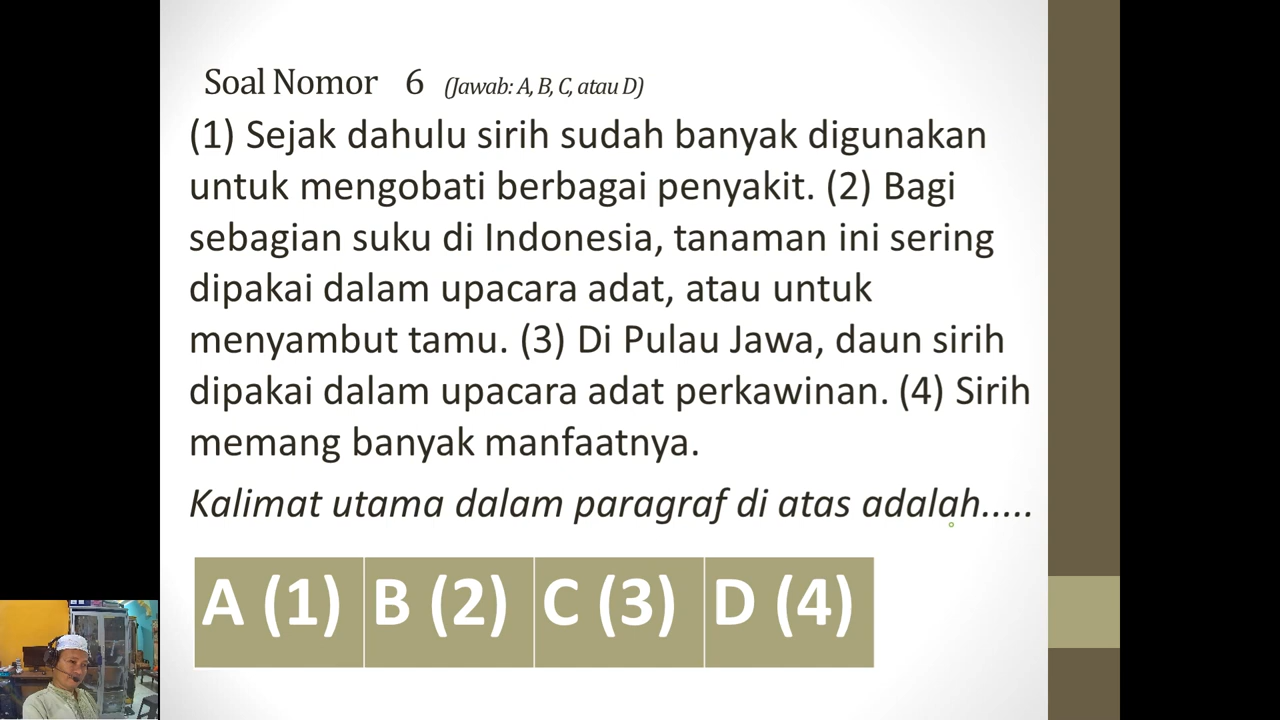 Soal Nomor 6 (Jawab: A, B, C, atau D)
(1) Sejak dahulu sirih sudah banyak digunakan
untuk mengobati berbagai penyakit. (2) Bagi
sebagian suku di Indonesia, tanaman ini sering
dipakai dalam upacara adat, atau untuk
menyambut tamu. (3) Di Pulau Jawa, daun sirih
dipakai dalam upacara adat perkawinan. (4) Sirih
memang banyak manfaatnya.
Kalimat utama dalam paragraf di atas adalah.....
A (1) B (2) C (3) D (4)